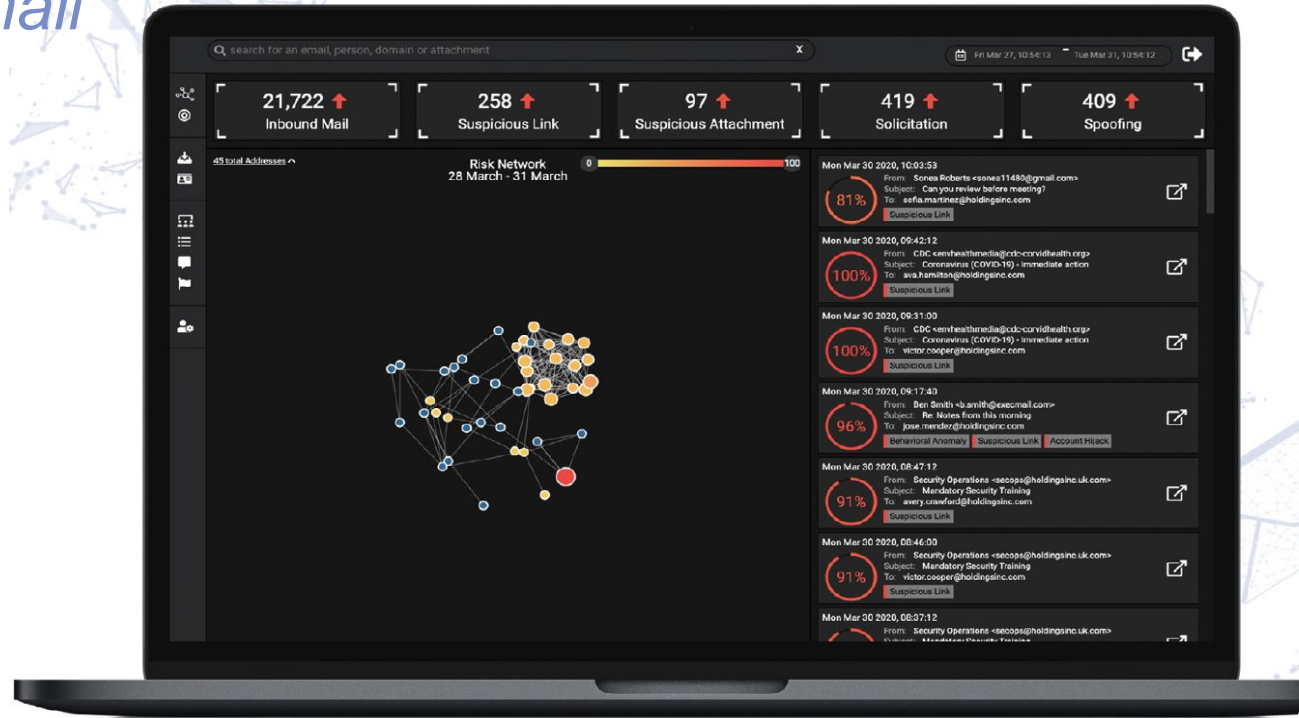 search for an email, person, domain or attachment
X
Fri Mar 27, 10:54:13 - Tue Mar 31, 10:54:12
21,722
Inbound Mail
258
Suspicious Link
97
Suspicious Attachment
419
Solicitation
409
Spoofing
45 total Addresses
Risk Network
28 March - 31 March
0
100
Mon Mar 30 2020, 10:03:53
81%
From: Sonea Roberts <sonea11480@gmail.com>
Subject: Can you review before meeting?
To: sofia.martinez@holdingsinc.com
Suspicious Link
Mon Mar 30 2020, 09:42:12
100%
From: CDC <envhealthmedia@cdc-corvidhealth.org>
Subject: Coronavirus (COVID-19) - Immediate action
To: ava.hamilton@holdingsinc.com
Suspicious Link
Mon Mar 30 2020, 09:31:00
100%
From: CDC <envhealthmedia@cdc-corvidhealth.org>
Subject: Coronavirus (COVID-19) - Immediate action
To: victor.cooper@holdingsinc.com
Suspicious Link
Mon Mar 30 2020, 09:17:40
96%
From: Ben Smith <b.smith@execmail.com>
Subject: Re: Notes from this morning
To: jose.mendez@holdingsinc.com
Behavioral Anomaly Suspicious Link Account Hijack
Mon Mar 30 2020, 08:47:12
91%
From: Security Operations <secops@holdingsinc.uk.com>
Subject: Mandatory Security Training
To: avery.crawford@holdingsinc.com
Suspicious Link
Mon Mar 30 2020, 08:46:00
91%
From: Security Operations <secops@holdingsinc.uk.com>
Subject: Mandatory Security Training
To: victor.cooper@holdingsinc.com
Suspicious Link
Mon Mar 30 2020, 08:37:12
From: Security Operations <secops@holdingsinc.uk.com>
Subject: Mandatory Security Training